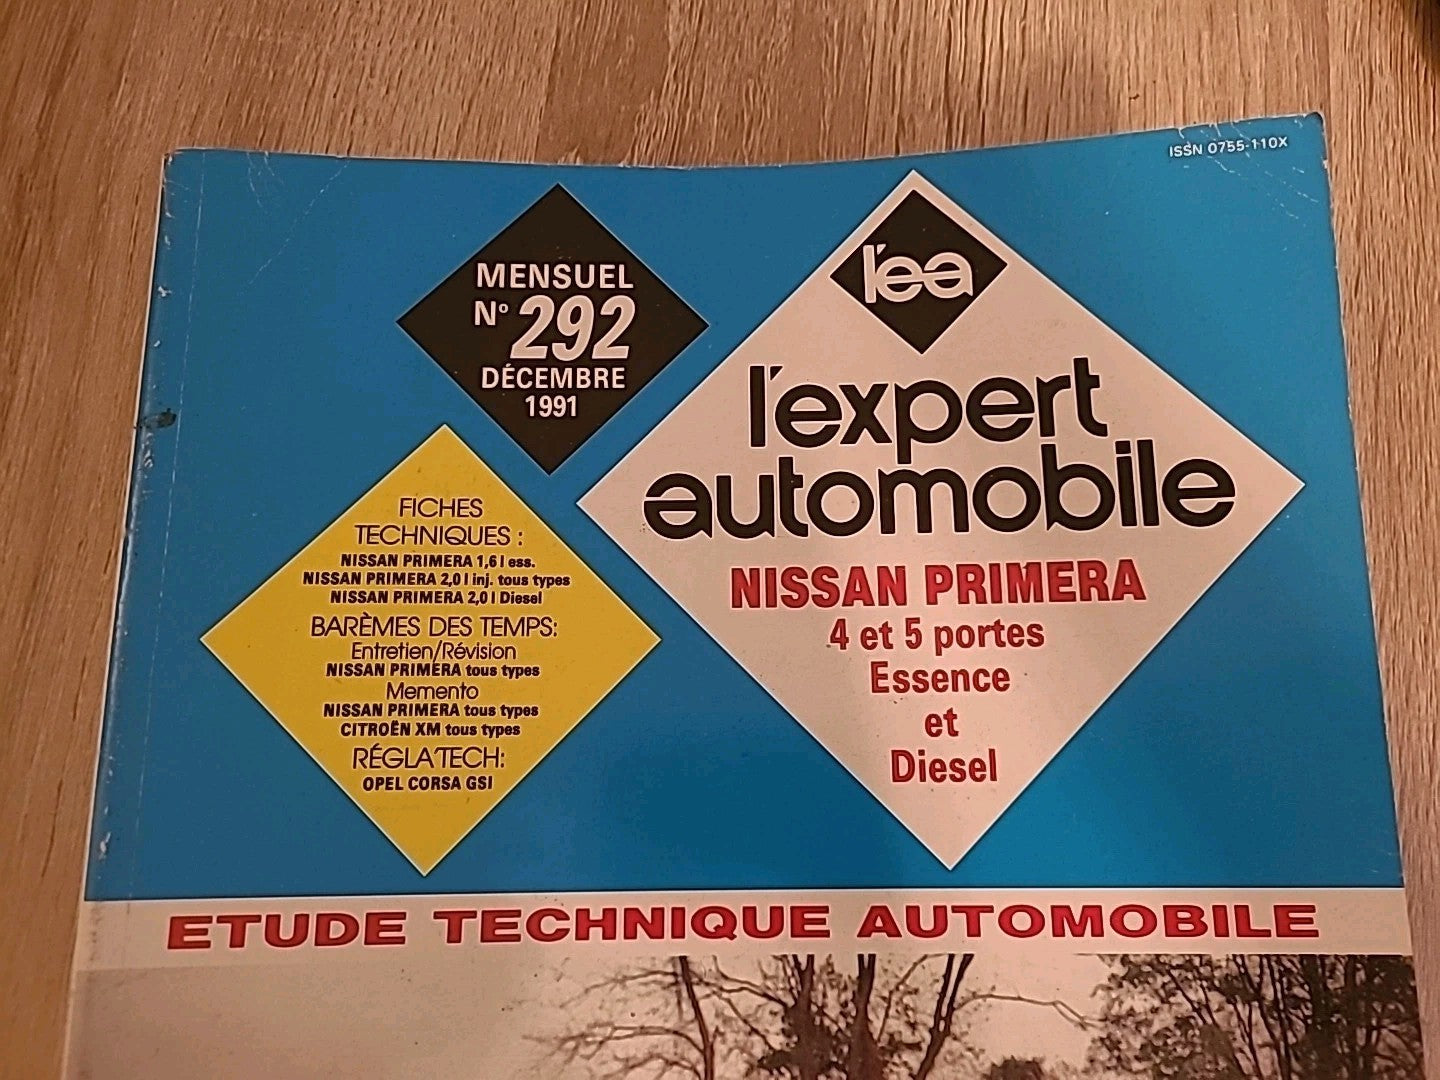 ISSN 0755-110X
MENSUEL
Nº 292
DÉCEMBRE
1991
l'ea
l'expert
automobile
NISSAN PRIMERA
4 et 5 portes
Essence
et
Diesel
FICHES
TECHNIQUES :
NISSAN PRIMERA 1,6 l ess.
NISSAN PRIMERA 2,0 l inj. tous types
NISSAN PRIMERA 2,0 l Diesel
BARÈMES DES TEMPS:
Entretien/Révision
NISSAN PRIMERA tous types
Memento
NISSAN PRIMERA tous types
CITROËN XM tous types
RÉGLA'TECH:
OPEL CORSA GSI
ETUDE TECHNIQUE AUTOMOBILE